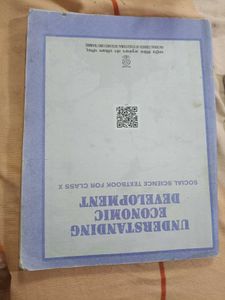 UNDERSTANDING
ECONOMIC
DEVELOPMENT
SOCIAL SCIENCE TEXTBOOK FOR CLASS X